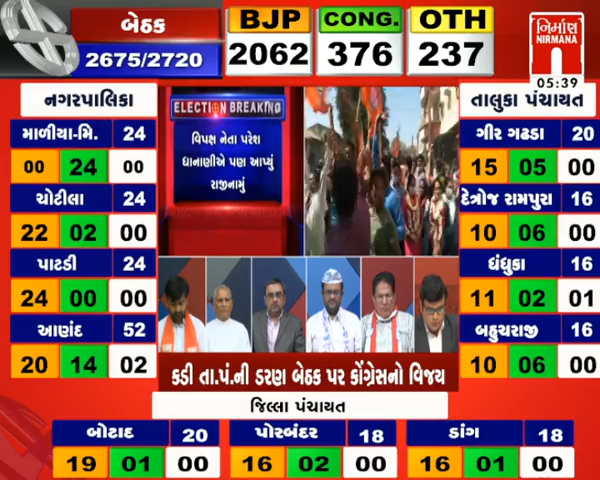 બેઠક
BJP
CONG.
OTH
2675/2720
2062
376
237
નિર્માણ
NIRMANA
05:39
નગરપાલિકા
માળીયા-મિ. 24
00 24 00
ચોટીલા 24
22 02 00
પાટડી 24
24 00 00
આણંદ 52
20 14 02
ELECTION BREAKING
વિપક્ષ નેતા પરેશ
ધાનાણીએ પણ આપ્યું
રાજીનામું
તાલુકા પંચાયત
ગીર ગઢડા 20
15 05 00
દેત્રોજ રામપુરા 16
10 06 00
ધંધુકા 16
11 02 01
બહુચરાજી 16
10 06 00
કડી તા.પં.ની ડરણ બેઠક પર કોંગ્રેસનો વિજય
જિલ્લા પંચાયત
બોટાદ 20
19 01 00
પોરબંદર 18
16 02 00
ડાંગ 18
16 01 00